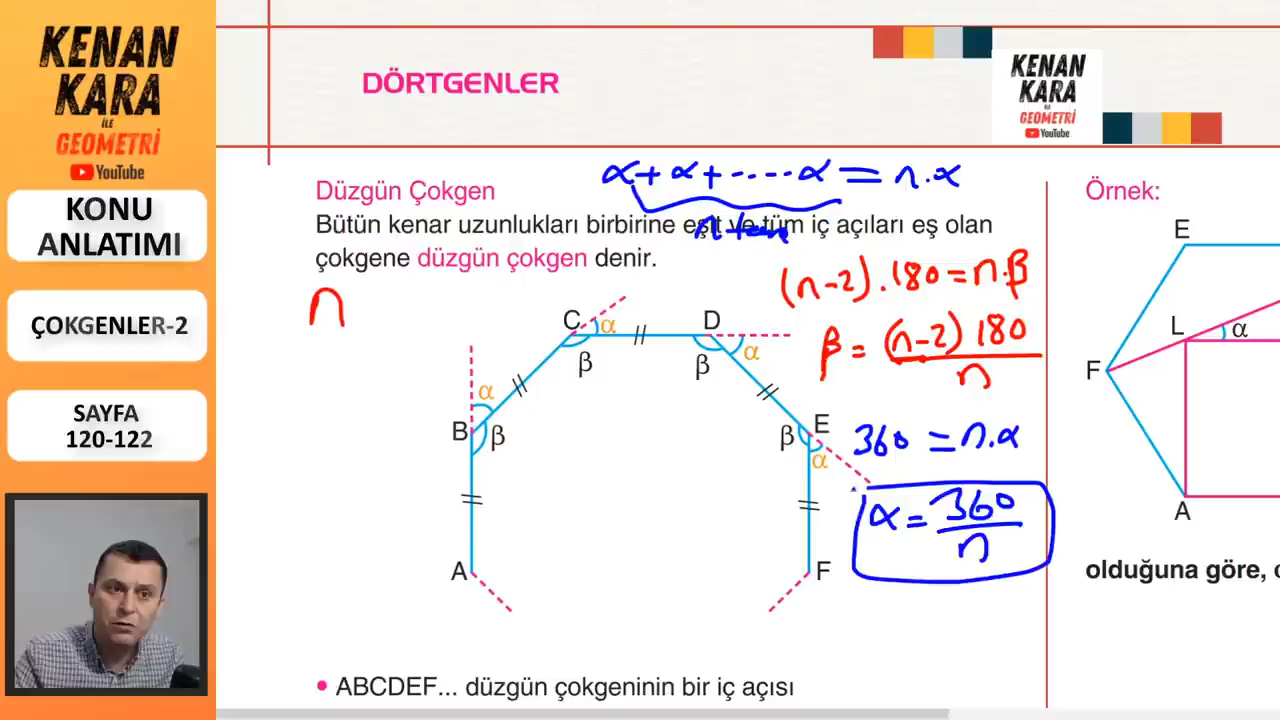 KENAN
KARA
İLE
GEOMETRİ
YouTube
KONU
ANLATIMI
ÇOKGENLER-2
SAYFA
120-122
DÖRTGENLER
KENAN
KARA
İLE
GEOMETRİ
YouTube
α+α+.....α = n.α
n tane
Düzgün Çokgen
Bütün kenar uzunlukları birbirine eşit ve tüm iç açıları eş olan
çokgene düzgün çokgen denir.
n
(n-2).180=n.β
β = (n-2) 180 / n
360 = n.α
α = 360 / n
C α D
β β α
α
B β
β E
α
A F
• ABCDEF... düzgün çokgeninin bir iç açısı
Örnek:
E
L α
F
A
olduğuna göre,